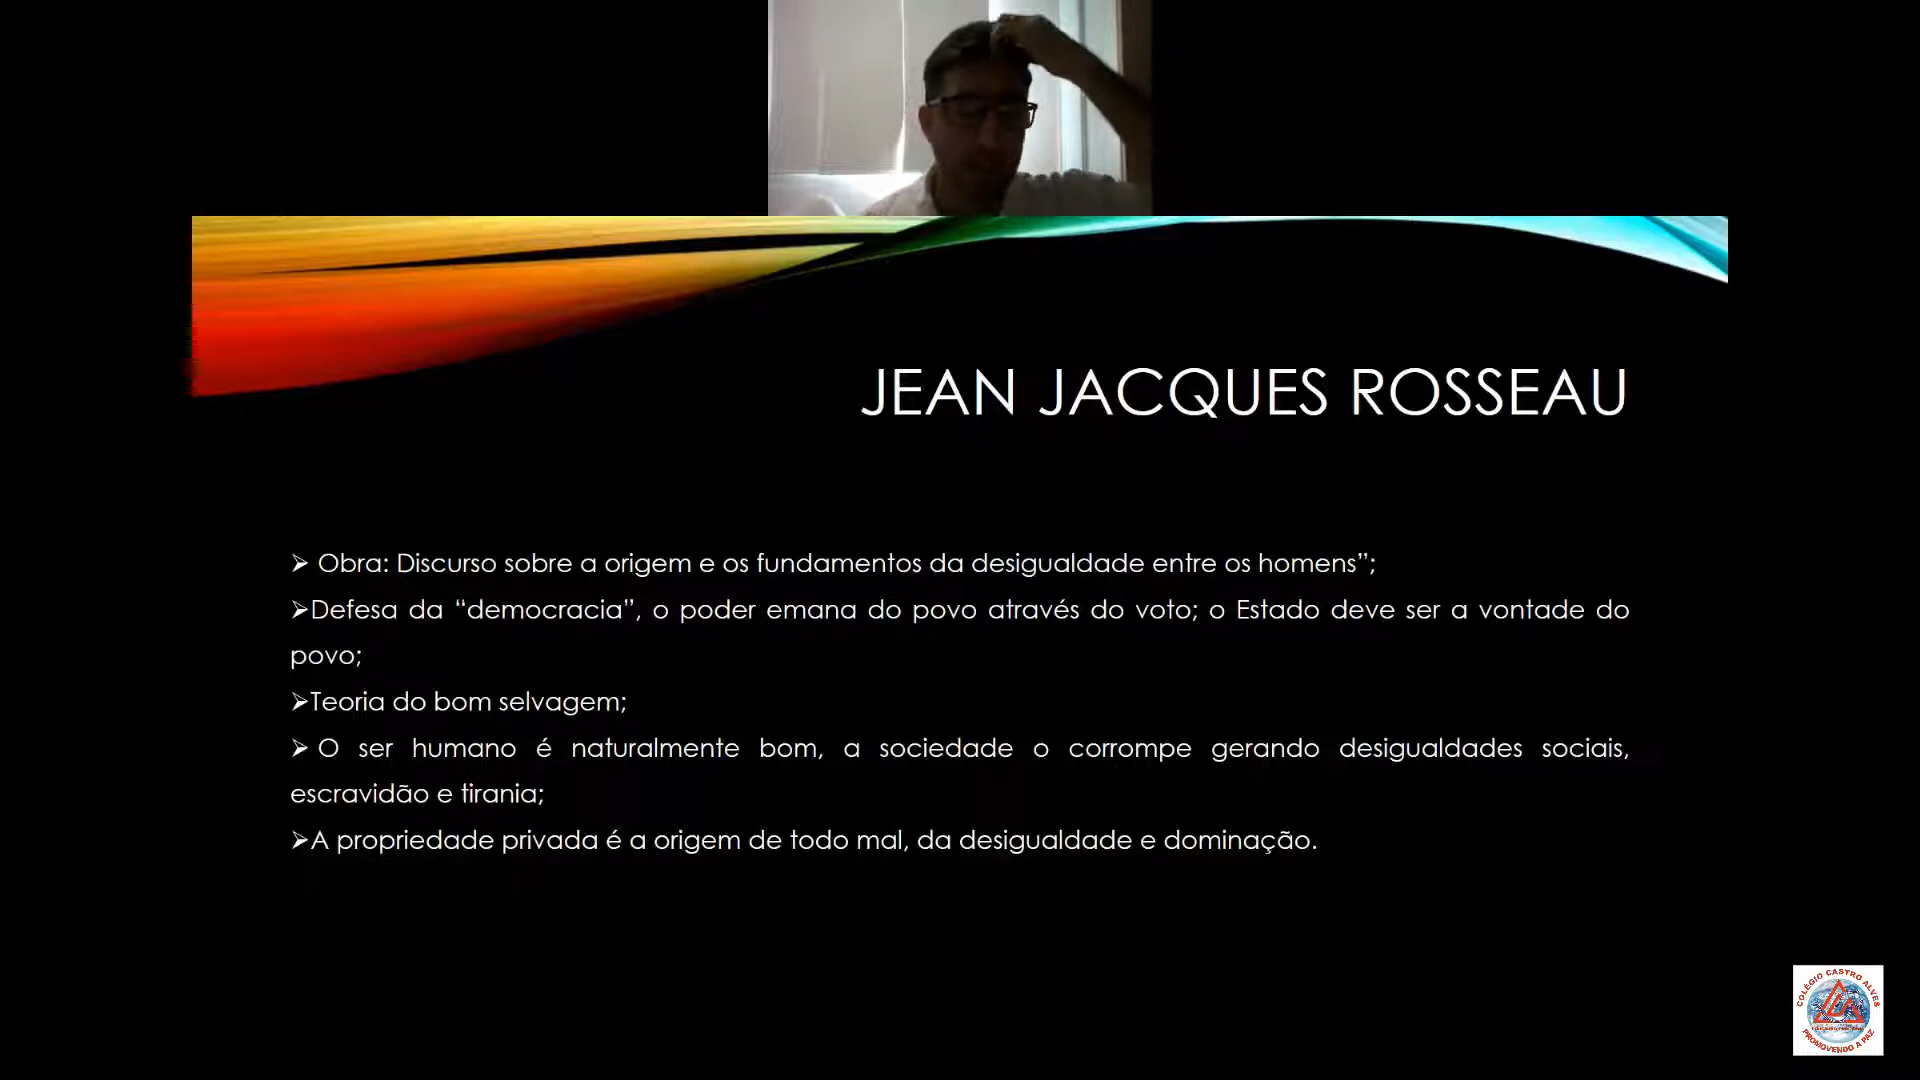 JEAN JACQUES ROSSEAU
➢ Obra: Discurso sobre a origem e os fundamentos da desigualdade entre os homens”;
➢Defesa da “democracia”, o poder emana do povo através do voto; o Estado deve ser a vontade do
povo;
➢Teoria do bom selvagem;
➢ O ser humano é naturalmente bom, a sociedade o corrompe gerando desigualdades sociais,
escravidão e tirania;
➢A propriedade privada é a origem de todo mal, da desigualdade e dominação.
COLÉGIO CASTRO ALVES
PROMOVENDO A PAZ